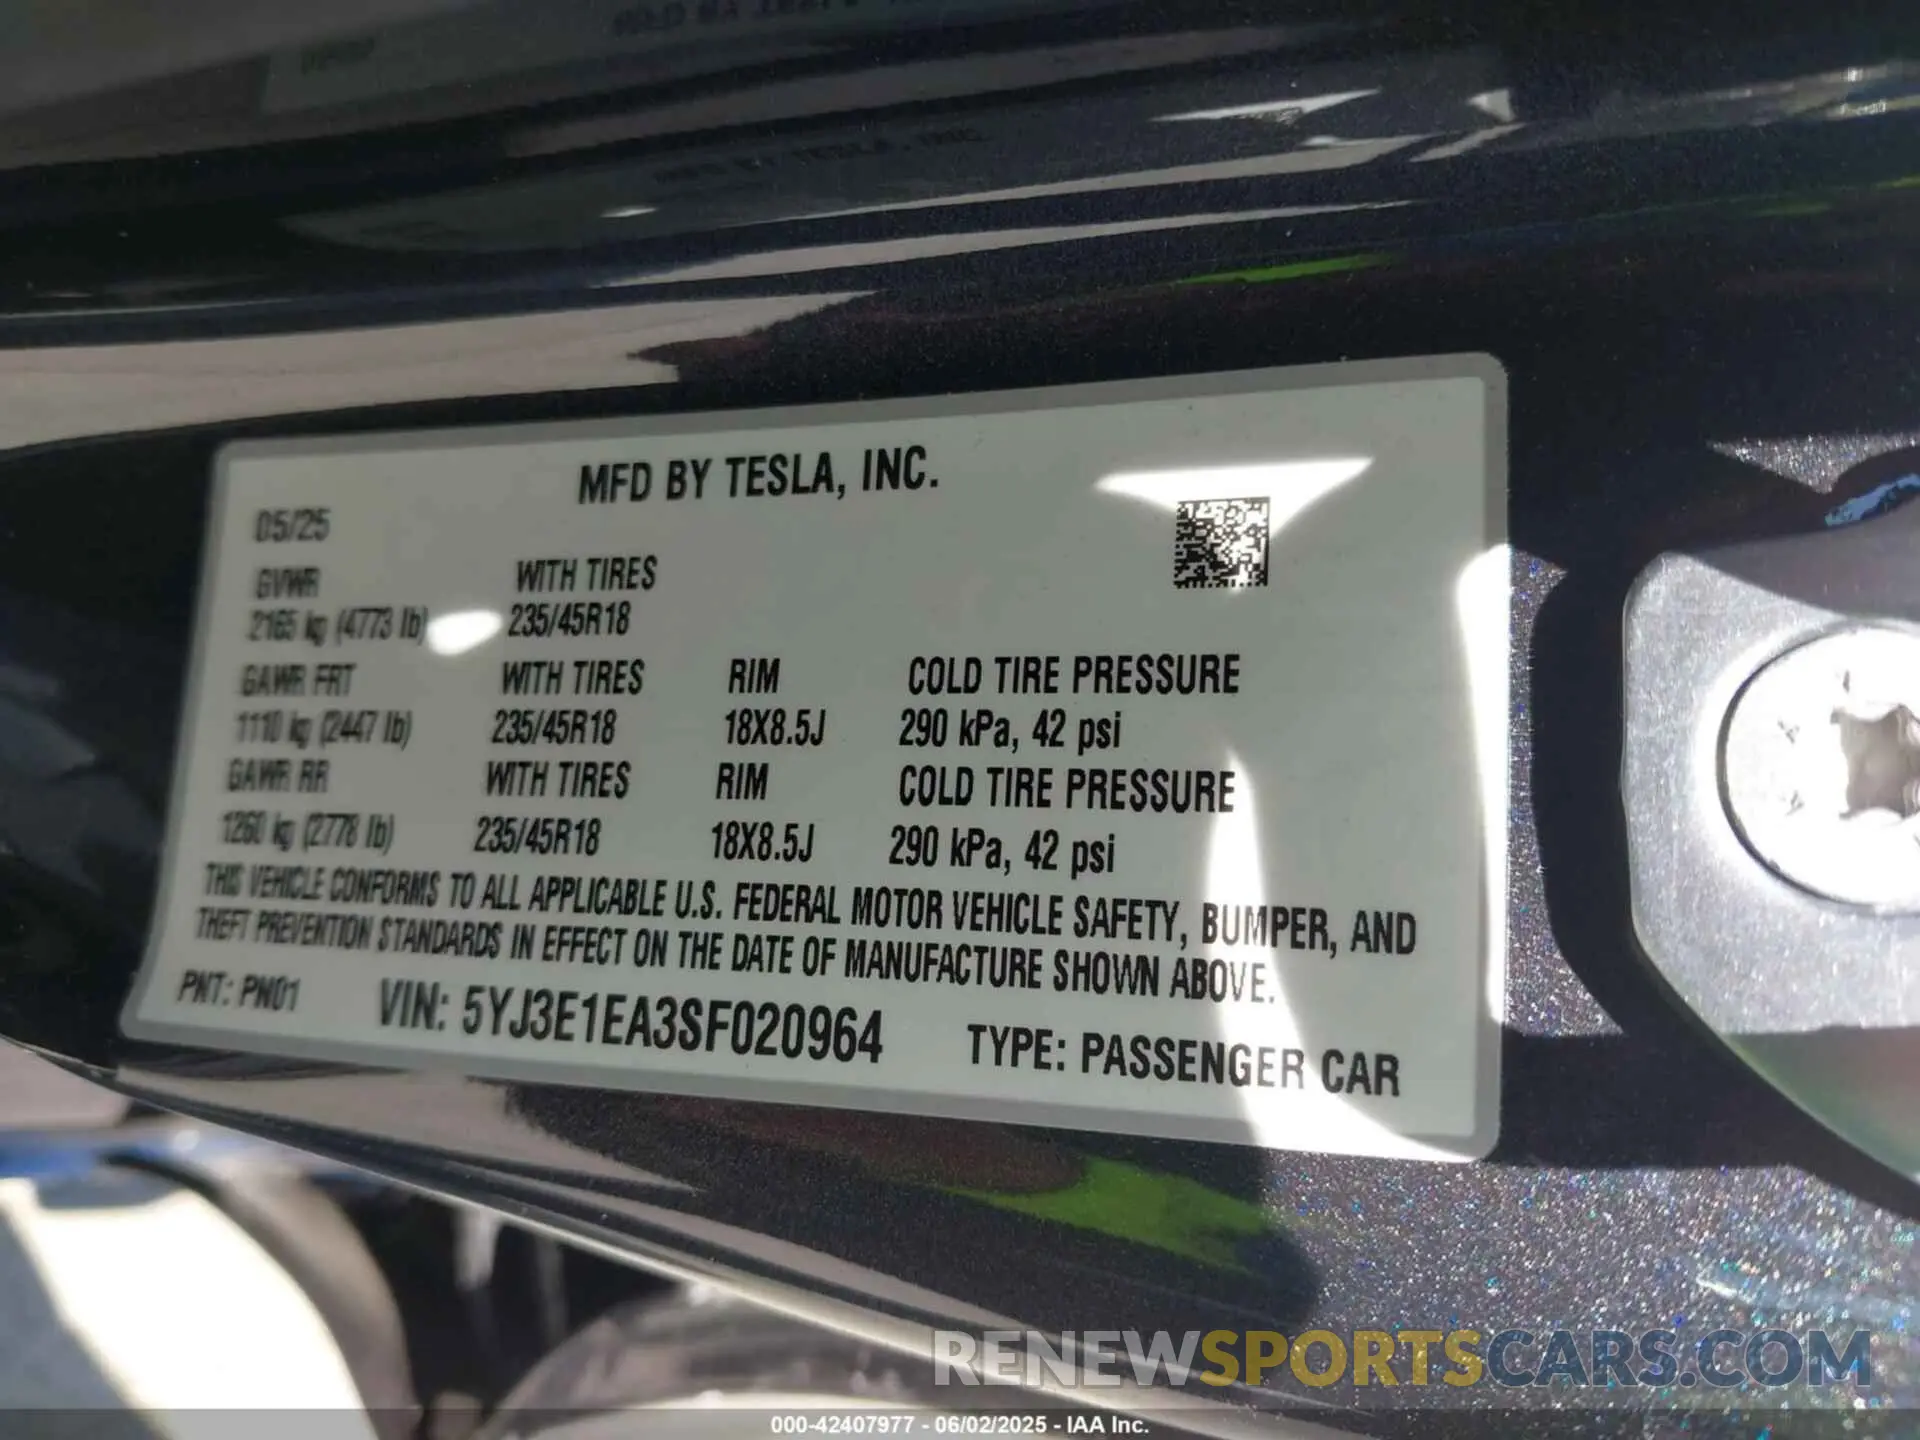 MFD BY TESLA, INC.
05/25
GVWR WITH TIRES
2165 kg (4773 lb) 235/45R18
GAWR FRT WITH TIRES RIM COLD TIRE PRESSURE
1110 kg (2447 lb) 235/45R18 18X8.5J 290 kPa, 42 psi
GAWR RR WITH TIRES RIM COLD TIRE PRESSURE
1260 kg (2778 lb) 235/45R18 18X8.5J 290 kPa, 42 psi
THIS VEHICLE CONFORMS TO ALL APPLICABLE U.S. FEDERAL MOTOR VEHICLE SAFETY, BUMPER, AND
THEFT PREVENTION STANDARDS IN EFFECT ON THE DATE OF MANUFACTURE SHOWN ABOVE.
PNT: PN01 VIN: 5YJ3E1EA3SF020964 TYPE: PASSENGER CAR
RENEWSPORTSCARS.COM
000-42407977 - 06/02/2025 - IAA Inc.